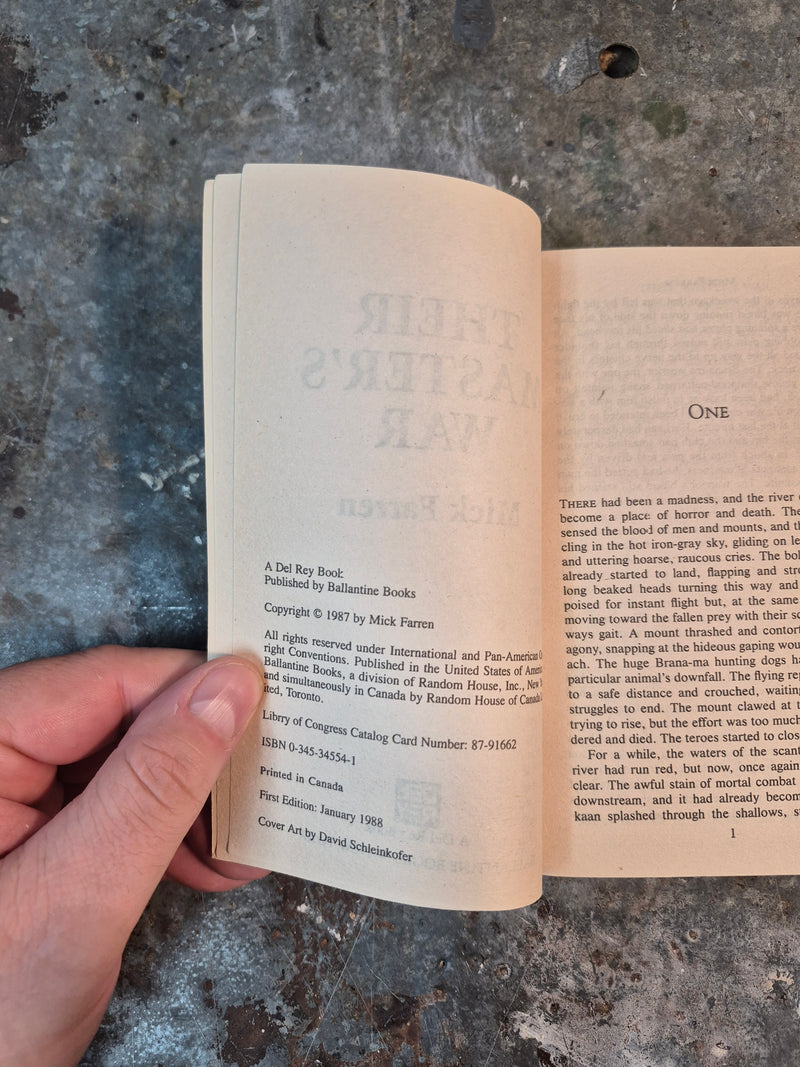 THEIR
MASTER'S
WAR
Mick Farren
A Del Rey Book
Published by Ballantine Books
Copyright © 1987 by Mick Farren
All rights reserved under International and Pan-American
right Conventions. Published in the United States of
Ballantine Books, a division of Random House, Inc.,
and simultaneously in Canada by Random House of Canada
ited, Toronto.
Librry of Congress Catalog Card Number: 87-91662
ISBN 0-345-34554-1
Printed in Canada
First Edition: January 1988
Cover Art by David Schleinkofer
ONE
THERE had been a madness, and the river
become a place of horror and death. The
sensed the blood of men and mounts, and
cling in the hot iron-gray sky, gliding on
and uttering hoarse, raucous cries. The
already started to land, flapping and
long beaked heads turning this way and
poised for instant flight but, at the same
moving toward the fallen prey with their
ways gait. A mount thrashed and
agony, snapping at the hideous gaping
ach. The huge Brana-ma hunting dogs
particular animal's downfall. The flying
to a safe distance and crouched,
struggles to end. The mount clawed at
trying to rise, but the effort was too much
dered and died. The teroes started to
For a while, the waters of the
river had run red, but now, once again
clear. The awful stain of mortal combat
downstream, and it had already
kaan splashed through the shallows,
1